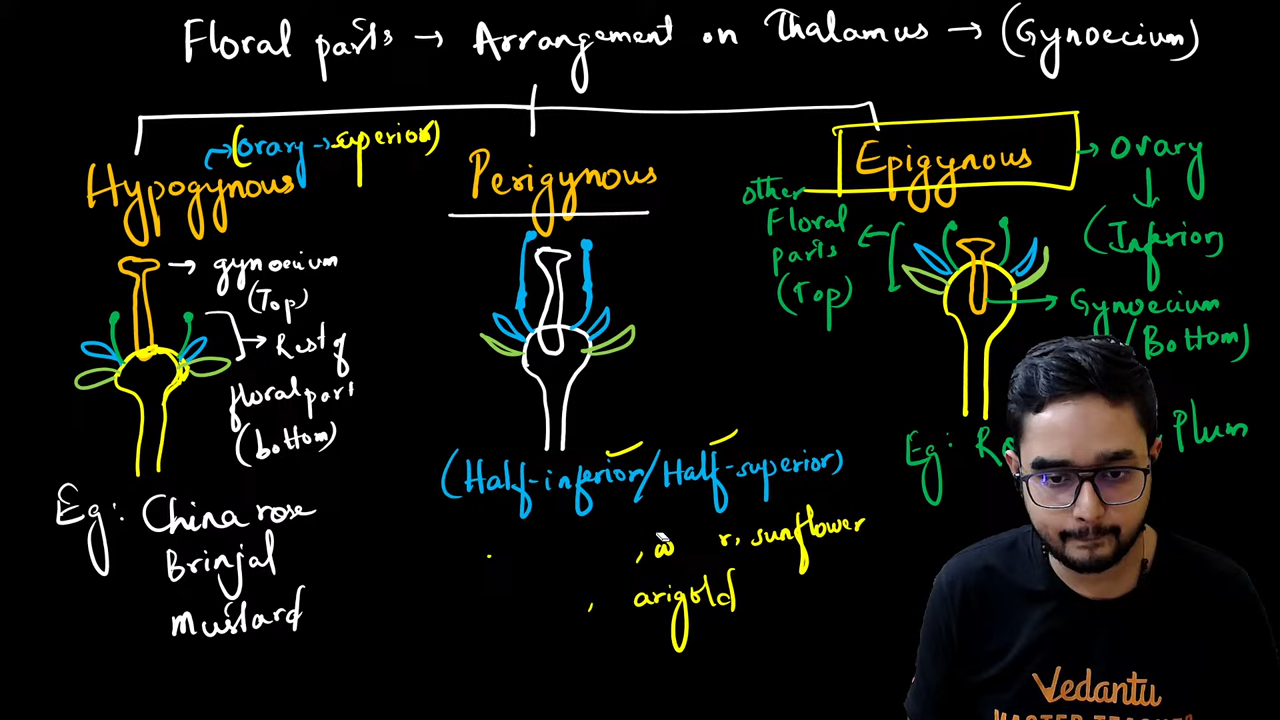 Floral parts → Arrangement on Thalamus → (Gynoecium)
(Ovary → superior)
Hypogynous
gynoecium
(Top)
Rest of
floral part
(bottom)
Eg: China rose
Brinjal
Mustard
Perigynous
(Half-inferior/Half-superior)
, sunflower
arigold
Epigynous → Ovary
(Inferior)
other
Floral
parts
(Top)
Gynoecium
Bottom)
Eg:
Plum
Vedantu
MASTER TEACHER